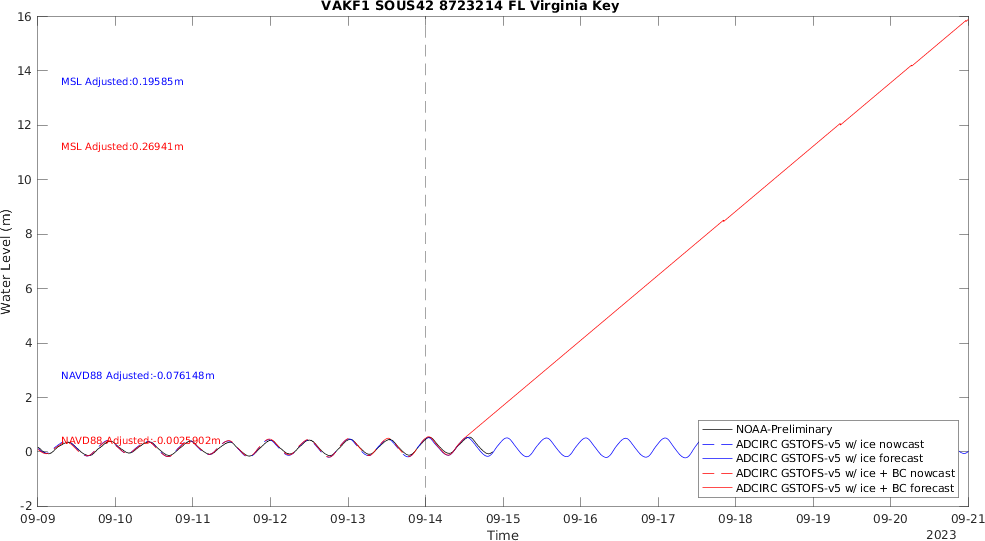 VAKF1 SOUS42 8723214 FL Virginia Key
16
14
12
10
8
6
4
2
0
-2
Water Level (m)
MSL Adjusted:0.19585m
MSL Adjusted:0.26941m
NAVD88 Adjusted:-0.076148m
NAVD88 Adjusted:-0.0025902m
NOAA-Preliminary
ADCIRC GSTOFS-v5 w/ ice nowcast
ADCIRC GSTOFS-v5 w/ ice forecast
ADCIRC GSTOFS-v5 w/ ice + BC nowcast
ADCIRC GSTOFS-v5 w/ ice + BC forecast
09-09 09-10 09-11 09-12 09-13 09-14 09-15 09-16 09-17 09-18 09-19 09-20 09-21
Time
2023